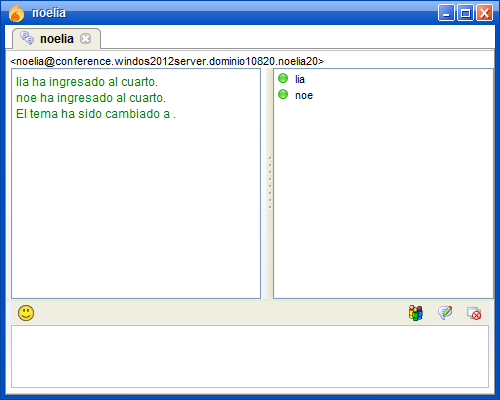 noelia
noelia
<noelia@conference.windos2012server.dominio10820.noelia20>
lia ha ingresado al cuarto.
noe ha ingresado al cuarto.
El tema ha sido cambiado a .
lia
noe